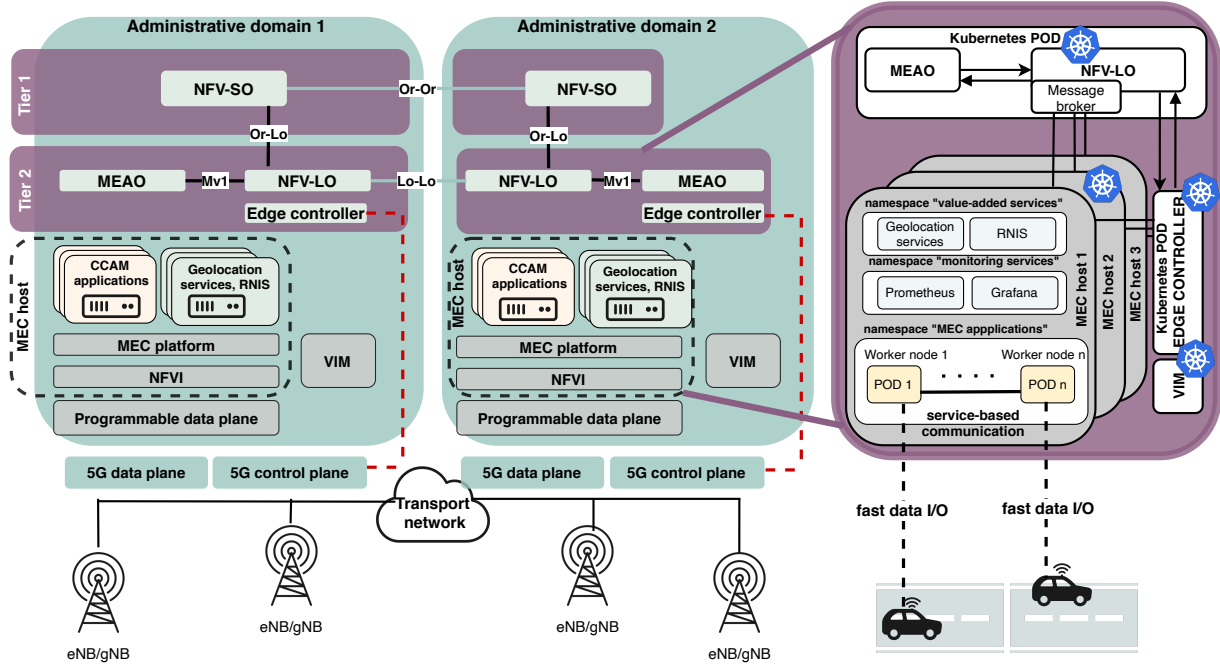 Administrative domain 1
Tier 1
NFV-SO
Or-Or
Or-Lo
Tier 2
MEAO
Mv1
NFV-LO
Lo-Lo
Edge controller
MEC host
CCAM
applications
Geolocation
services, RNIS
MEC platform
NFVI
VIM
Programmable data plane
5G data plane
5G control plane
Administrative domain 2
NFV-SO
Or-Lo
NFV-LO
Mv1
MEAO
Edge controller
MEC host
CCAM
applications
Geolocation
services, RNIS
MEC platform
NFVI
VIM
Programmable data plane
5G data plane
5G control plane
Transport
network
eNB/gNB
eNB/gNB
eNB/gNB
eNB/gNB
Kubernetes POD
MEAO
NFV-LO
Message
broker
namespace "value-added services"
Geolocation
services
RNIS
namespace "monitoring services"
Prometheus
Grafana
namespace "MEC appplications"
Worker node 1
Worker node n
POD 1
. . . .
POD n
service-based
communication
MEC host 1
MEC host 2
MEC host 3
Kubernetes POD
EDGE CONTROLLER
VIM
fast data I/O
fast data I/O